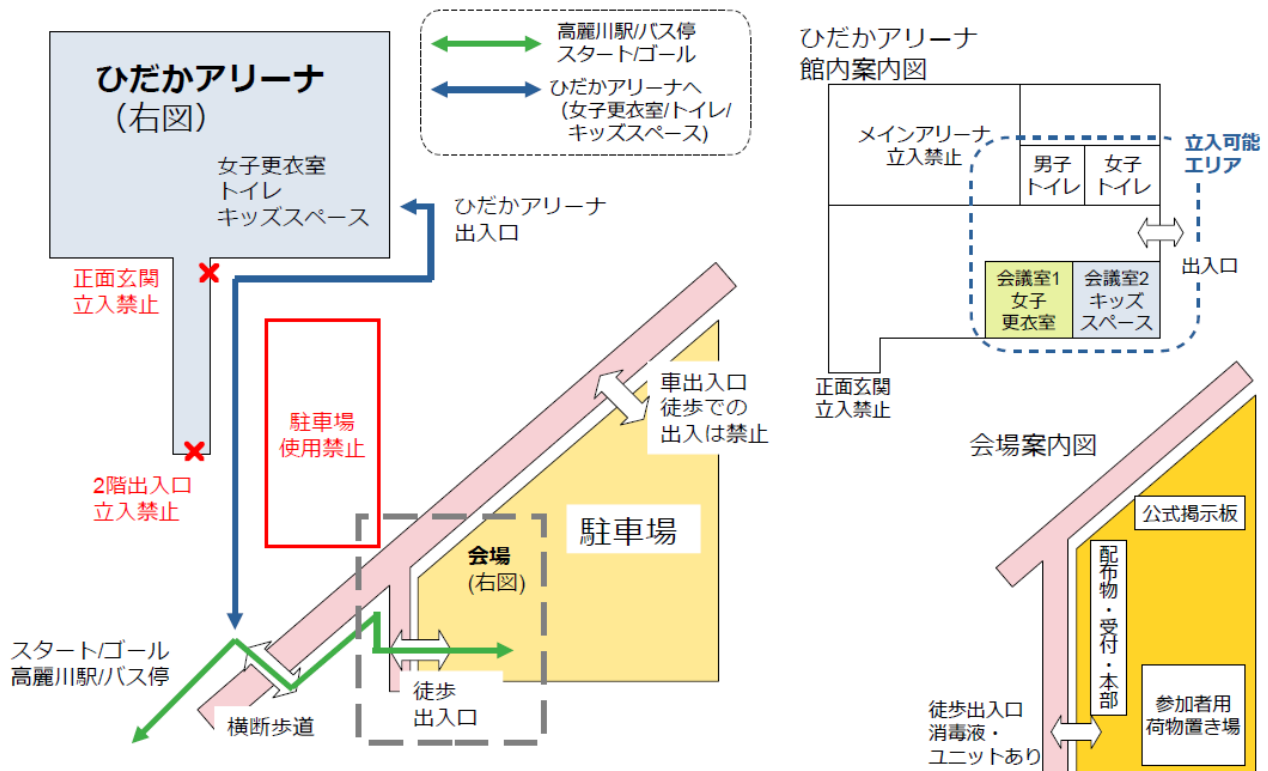 ひだかアリーナ
（右図）
女子更衣室
トイレ
キッズスペース
高麗川駅/バス停
スタート/ゴール
ひだかアリーナへ
（女子更衣室/トイレ/
キッズスペース)
ひだかアリーナ
出入口
正面玄関
立入禁止
2階出入口
立入禁止
駐車場
使用禁止
車出入口
徒歩での
出入は禁止
駐車場
会場
(右図)
スタート/ゴール
高麗川駅/バス停
横断歩道
徒歩
出入口
ひだかアリーナ
館内案内図
メインアリーナ
立入禁止
男子
トイレ
女子
トイレ
立入可能
エリア
出入口
会議室1
女子
更衣室
会議室2
キッズ
スペース
正面玄関
立入禁止
会場案内図
公式掲示板
配布物・受付・本部
参加者用
荷物置き場
徒歩出入口
消毒液・
ユニットあり